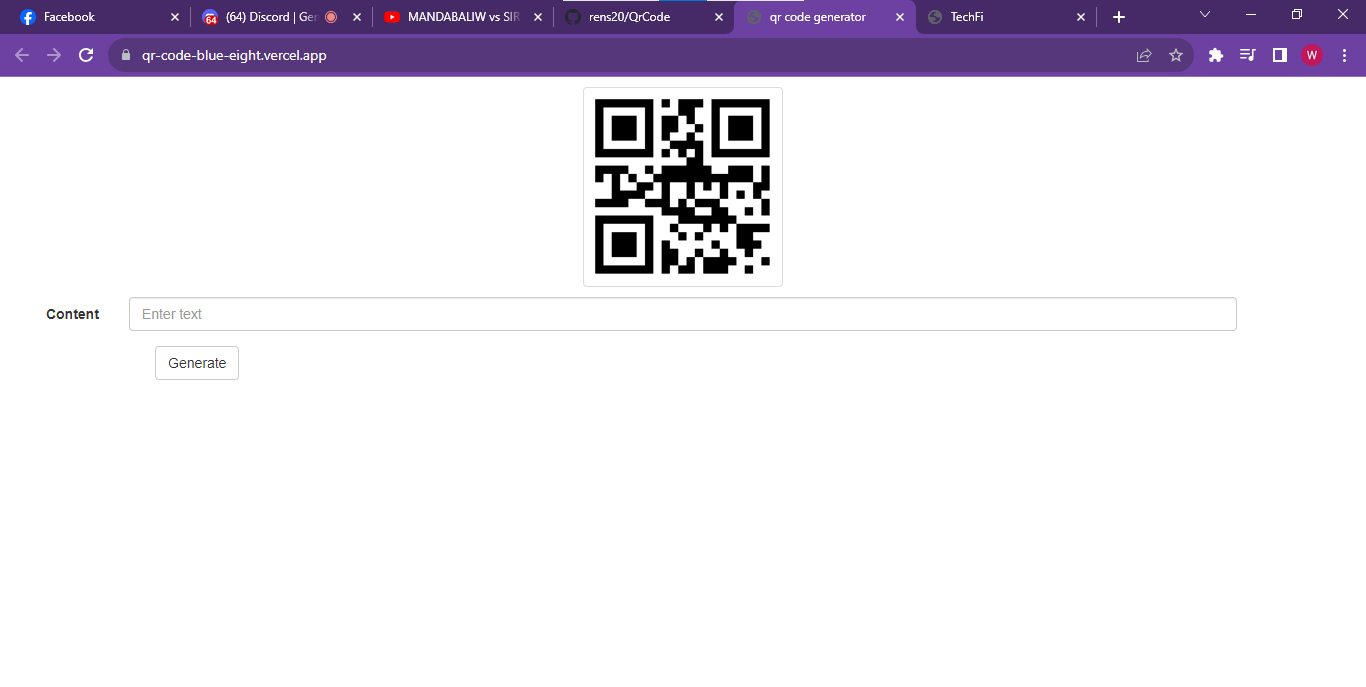 Facebook
64
(64) Discord | Ger
MANDABALIW vs SIR
rens20/QrCode
qr code generator
TechFi
qr-code-blue-eight.vercel.app
W
Content
Enter text
Generate